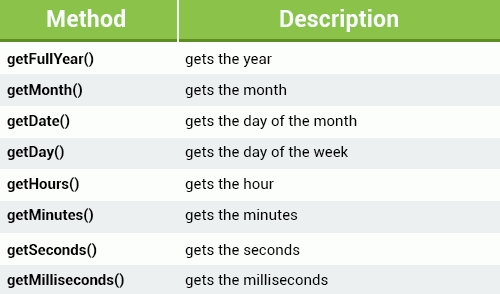 Method Description
getFullYear() gets the year
getMonth() gets the month
getDate() gets the day of the month
getDay() gets the day of the week
getHours() gets the hour
getMinutes() gets the minutes
getSeconds() gets the seconds
getMilliseconds() gets the milliseconds